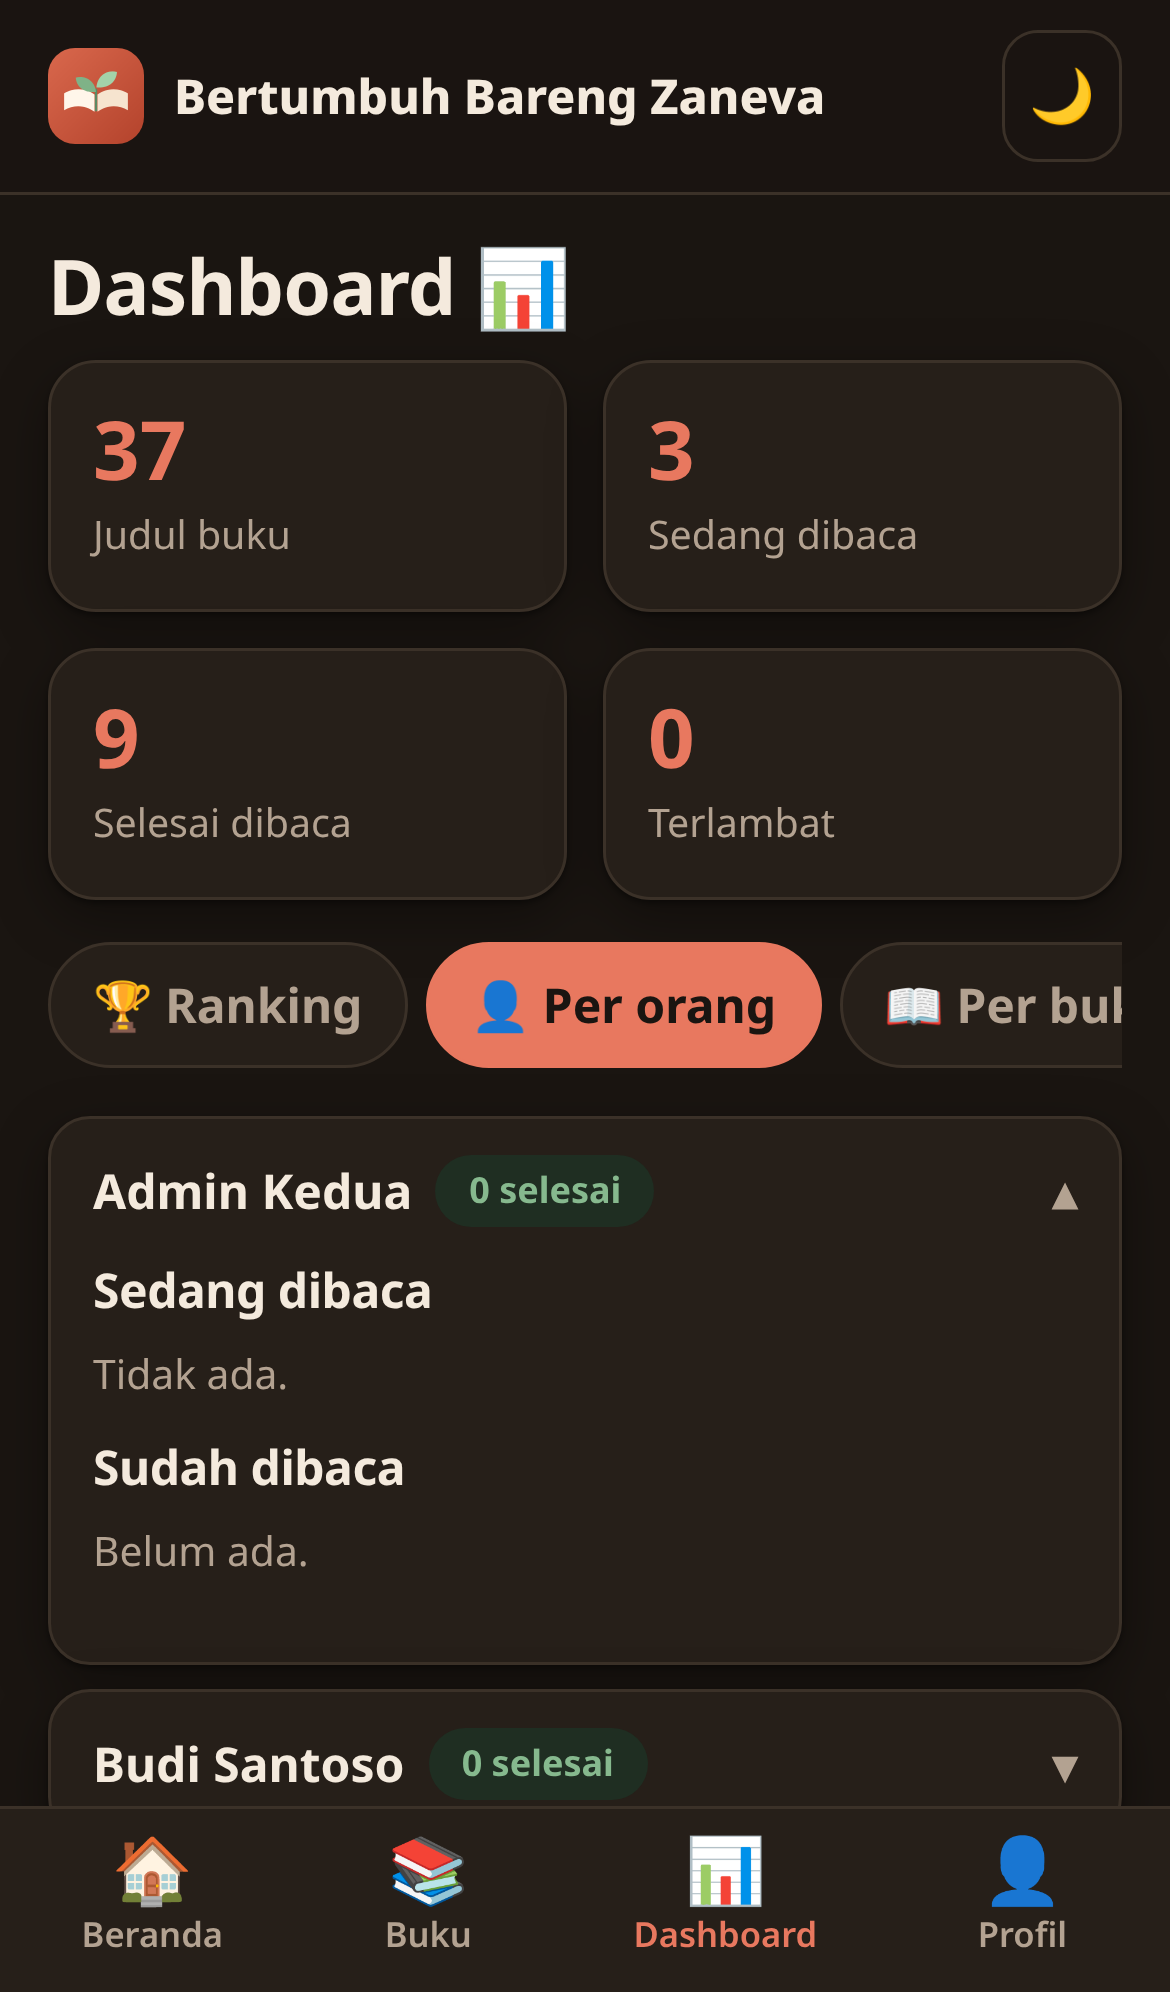 Bertumbuh Bareng Zaneva
Dashboard
37
Judul buku
3
Sedang dibaca
9
Selesai dibaca
0
Terlambat
Ranking
Per orang
Per buk
Admin Kedua
0 selesai
Sedang dibaca
Tidak ada.
Sudah dibaca
Belum ada.
Budi Santoso
0 selesai
Beranda
Buku
Dashboard
Profil